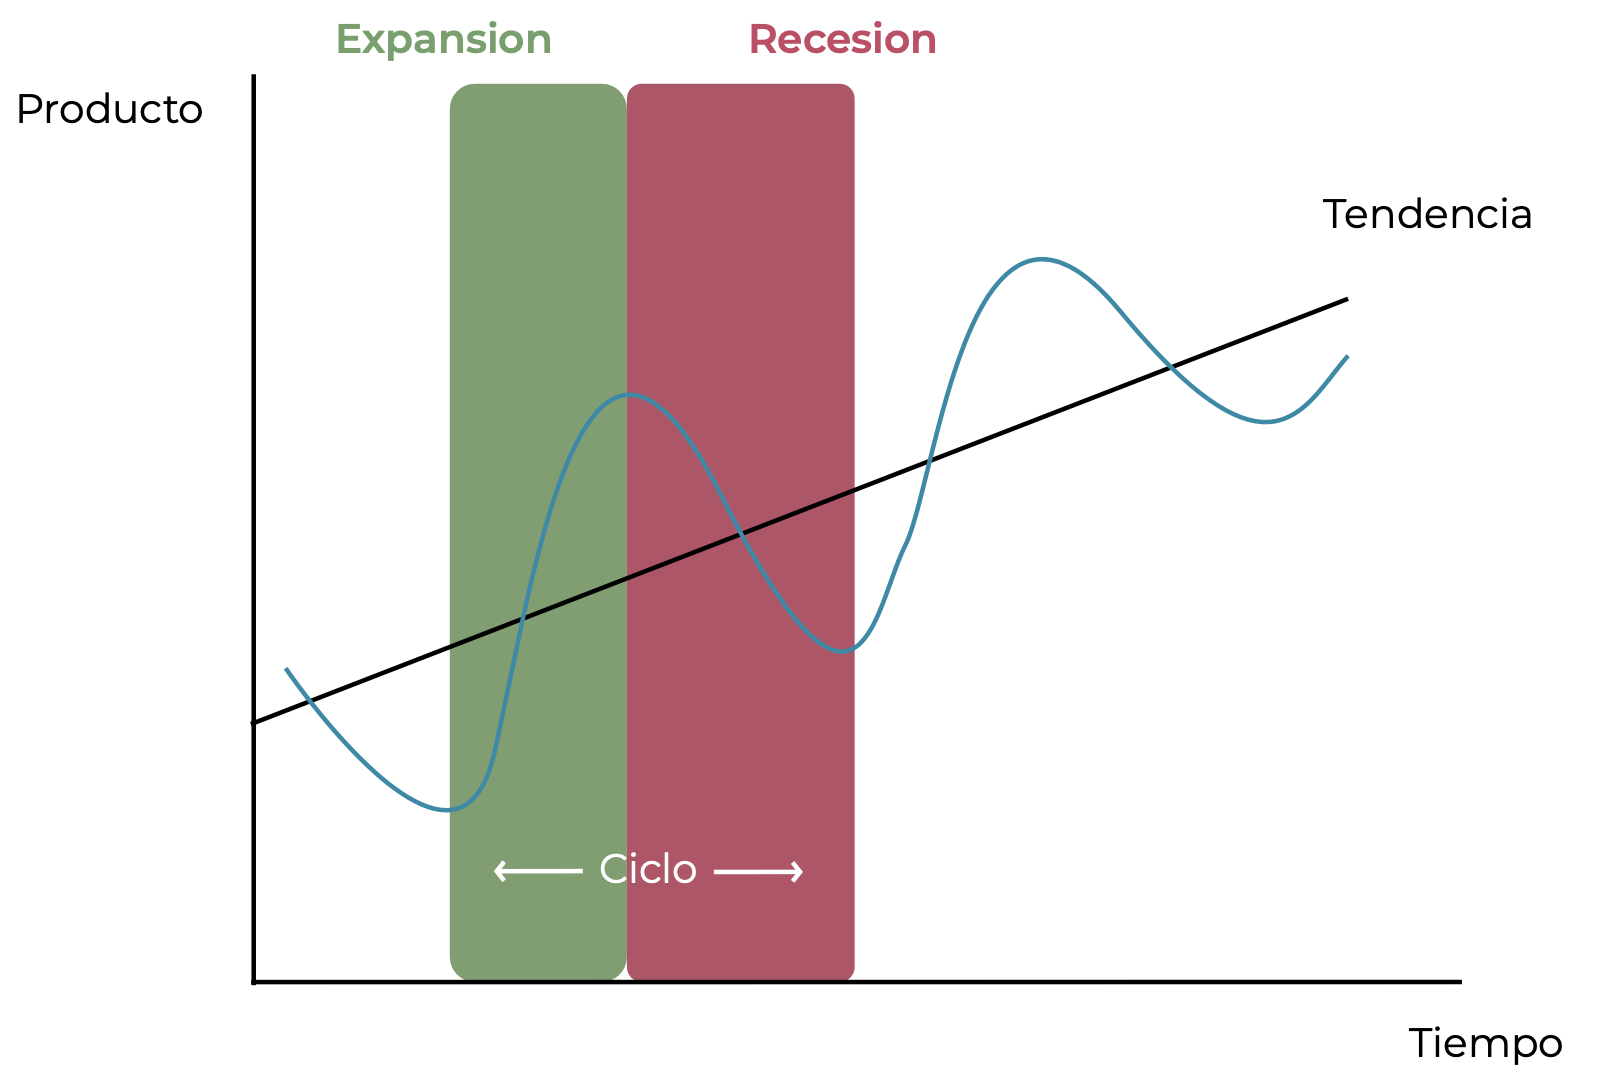 Expansion
Recesion
Producto
Tendencia
Ciclo
Tiempo